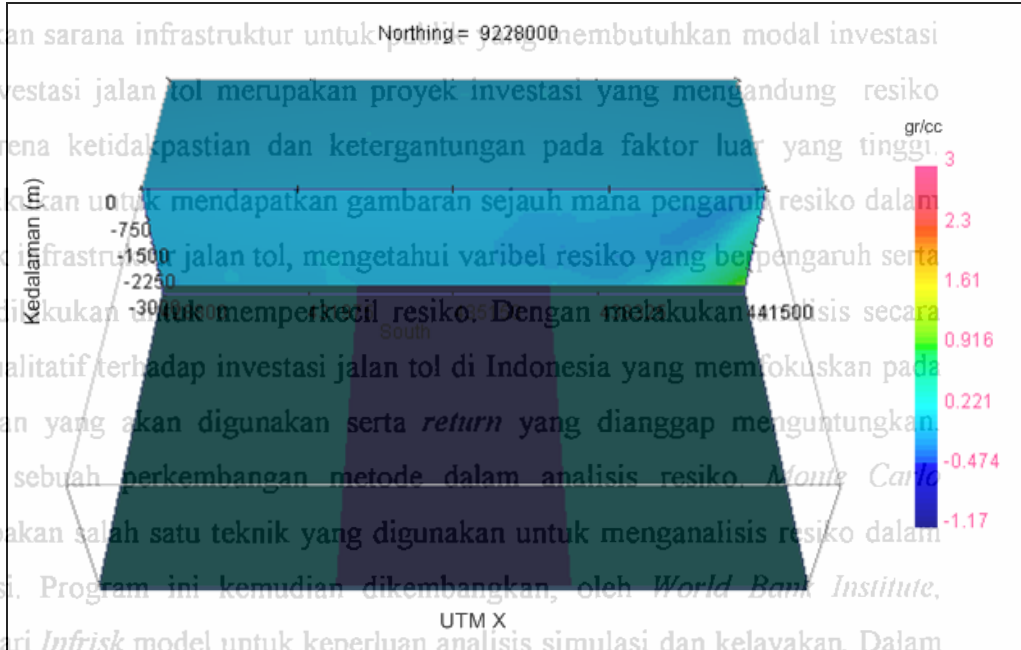 Northing = 9228000
kan sarana infrastruktur untuk publik yang membutuhkan modal investasi
vestasi jalan tol merupakan proyek investasi yang mengandung resiko
rena ketidakpastian dan ketergantungan pada faktor luar yang tinggi.
kukan untuk mendapatkan gambaran sejauh mana pengaruh resiko dalam
k infrastruktur jalan tol, mengetahui varibel resiko yang berpengaruh serta
dilakukan untuk memperkecil resiko. Dengan melakukan analisis secara
alitatif terhadap investasi jalan tol di Indonesia yang memfokuskan pada
an yang akan digunakan serta return yang dianggap menguntungkan.
sebuah perkembangan metode dalam analisis resiko. Monte Carlo
pakan salah satu teknik yang digunakan untuk menganalisis resiko dalam
si. Program ini kemudian dikembangkan, oleh World Bank Institute,
ari Infrisk model untuk keperluan analisis simulasi dan kelayakan. Dalam
Kedalaman (m)
0
-750
-1500
-2250
441500
South
UTM X
gr/cc
3
2.3
1.61
0.916
0.221
-0.474
-1.17